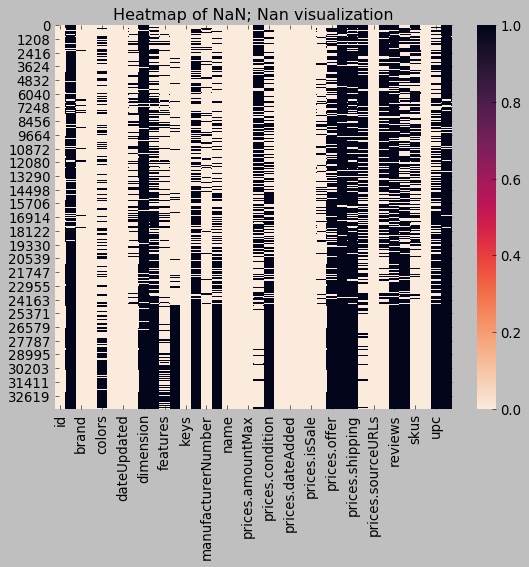 Heatmap of NaN; Nan visualization
0
1208
2416
3624
4832
6040
7248
8456
9664
10872
12080
13290
14498
15706
16914
18122
19330
20539
21747
22955
24163
25371
26579
27787
28995
30203
31411
32619
1.0
0.8
0.6
0.4
0.2
0.0
id
brand
colors
dateUpdated
dimension
features
keys
manufacturerNumber
name
prices.amountMax
prices.condition
prices.dateAdded
prices.isSale
prices.offer
prices.shipping
prices.sourceURLs
reviews
skus
upc